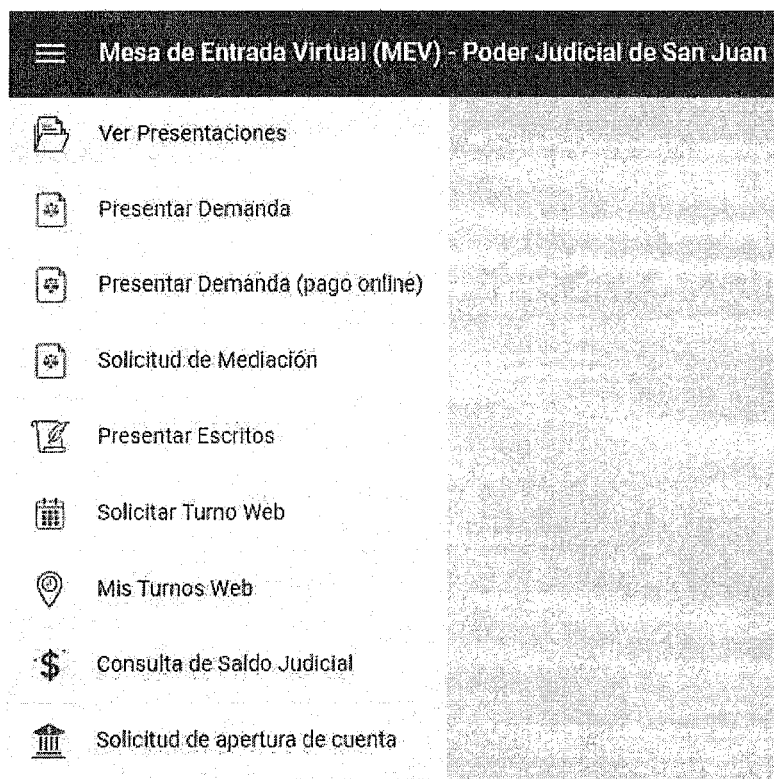 Mesa de Entrada Virtual (MEV) - Poder Judicial de San Juan
Ver Presentaciones
Presentar Demanda
Presentar Demanda (pago online)
Solicitud de Mediación
Presentar Escritos
Solicitar Turno Web
Mis Turnos Web
Consulta de Saldo Judicial
Solicitud de apertura de cuenta